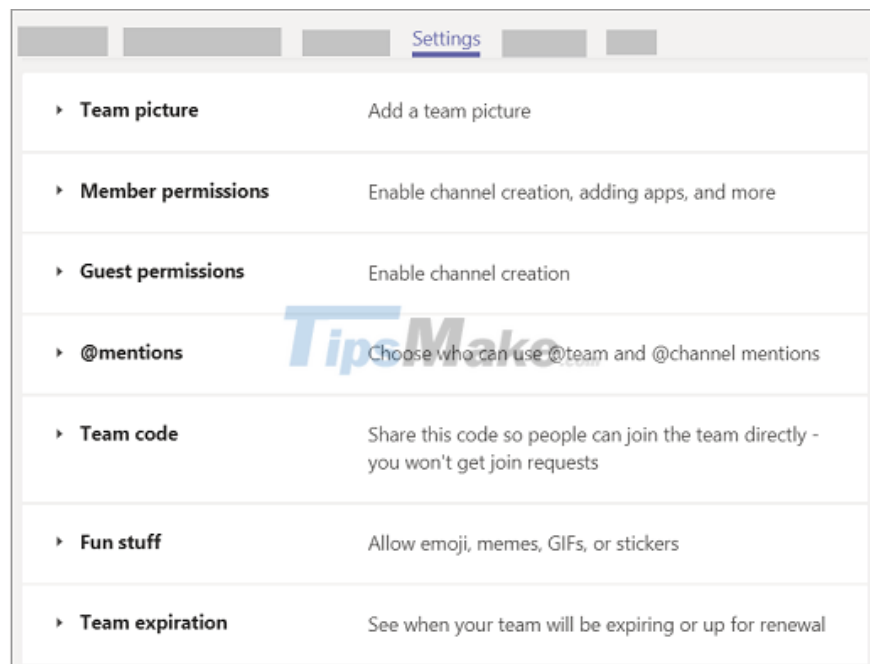 Settings
Team picture
Add a team picture
Member permissions
Enable channel creation, adding apps, and more
Guest permissions
Enable channel creation
TipsMake.com
@mentions
Choose who can use @team and @channel mentions
Team code
Share this code so people can join the team directly -
you won't get join requests
Fun stuff
Allow emoji, memes, GIFs, or stickers
Team expiration
See when your team will be expiring or up for renewal